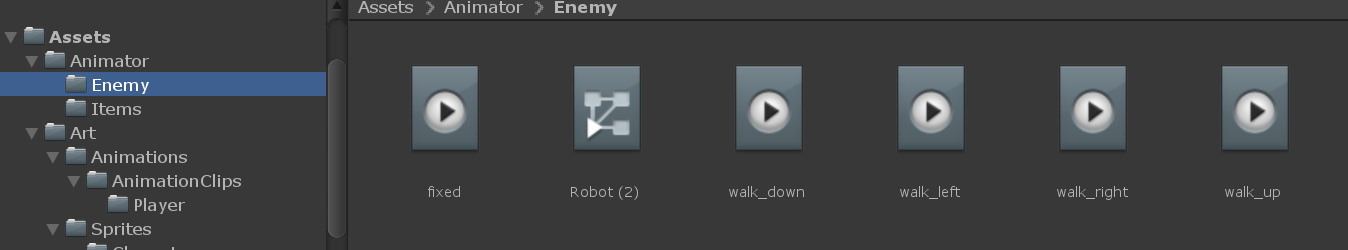 Assets > Animator > Enemy
Assets
Animator
Enemy
Items
Art
Animations
AnimationClips
Player
Sprites
fixed
Robot (2)
walk_down
walk_left
walk_right
walk_up